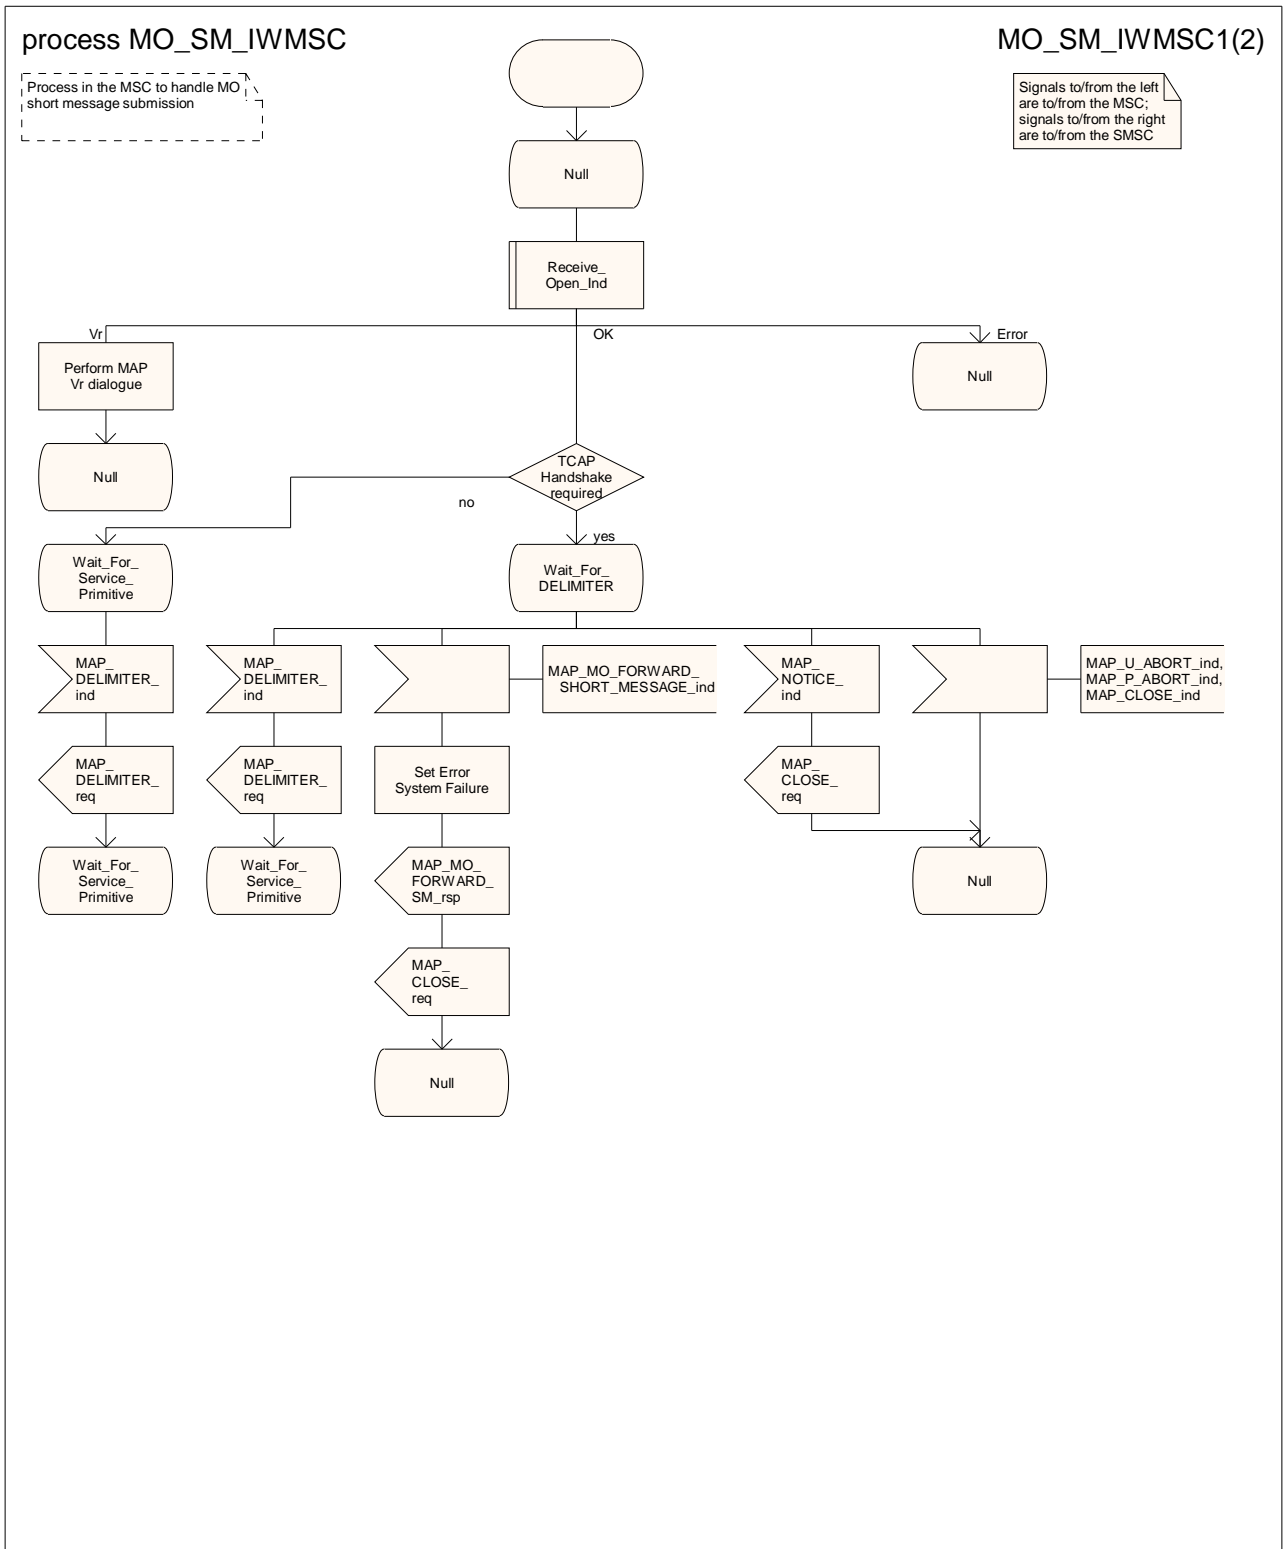 process MO_SM_IWMSC
MO_SM_IWMSC1(2)
Process in the MSC to handle MO
short message submission
Signals to/from the left
are to/from the MSC;
signals to/from the right
are to/from the SMSC
Null
Receive_
Open_Ind
Vr
OK
Error
Perform MAP
Vr dialogue
Null
Null
TCAP
Handshake
required
no
yes
Wait_For_
Service_
Primitive
Wait_For_
DELIMITER
MAP_
DELIMITER_
ind
MAP_
DELIMITER_
ind
MAP_MO_FORWARD_
SHORT_MESSAGE_ind
MAP_
NOTICE_
ind
MAP_U_ABORT_ind,
MAP_P_ABORT_ind,
MAP_CLOSE_ind
MAP_
DELIMITER_
req
MAP_
DELIMITER_
req
Set Error
System Failure
MAP_
CLOSE_
req
Wait_For_
Service_
Primitive
Wait_For_
Service_
Primitive
MAP_MO_
FORWARD_
SM_rsp
Null
MAP_
CLOSE_
req
Null